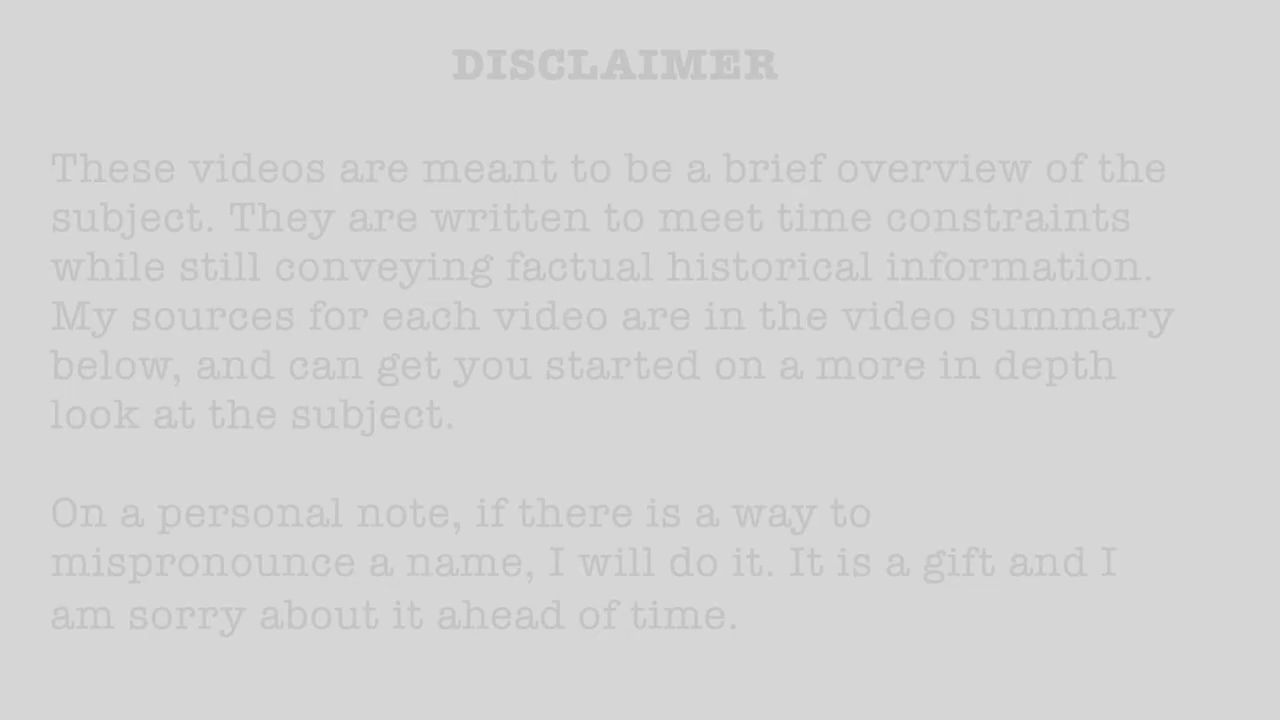 DISCLAIMER
These videos are meant to be a brief overview of the
subject. They are written to meet time constraints
while still conveying factual historical information.
My sources for each video are in the video summary
below, and can get you started on a more in depth
look at the subject.
On a personal note, if there is a way to
mispronounce a name, I will do it. It is a gift and I
am sorry about it ahead of time.